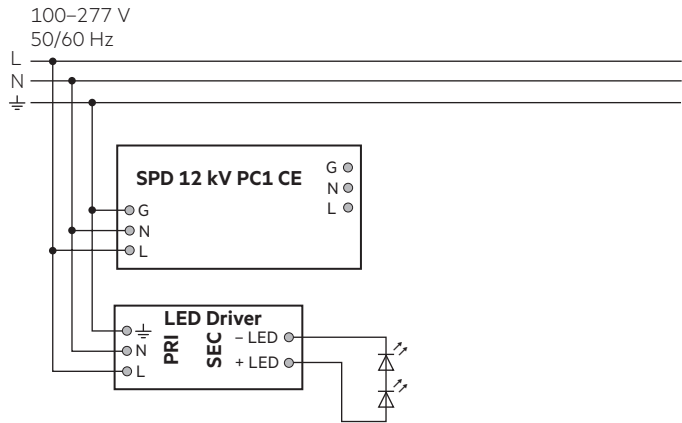 100–277 V
50/60 Hz
L
N
SPD 12 kV PC1 CE
G
N
L
G
N
L
LED Driver
PRI
SEC
N
L
– LED
+ LED